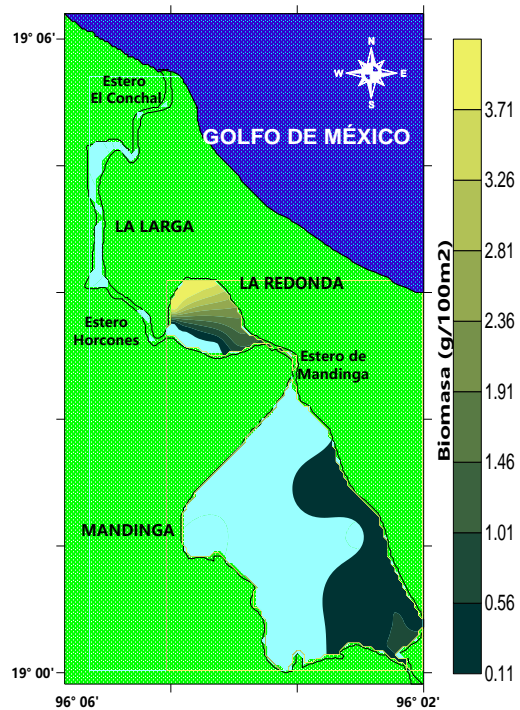 19° 06'
N
W E
S
Estero
El Conchal
GOLFO DE MÉXICO
LA LARGA
LA REDONDA
Estero
Horcones
Estero de
Mandinga
MANDINGA
19° 00'
96° 06'
96° 02'
Biomasa (g/100m2)
3.71
3.26
2.81
2.36
1.91
1.46
1.01
0.56
0.11